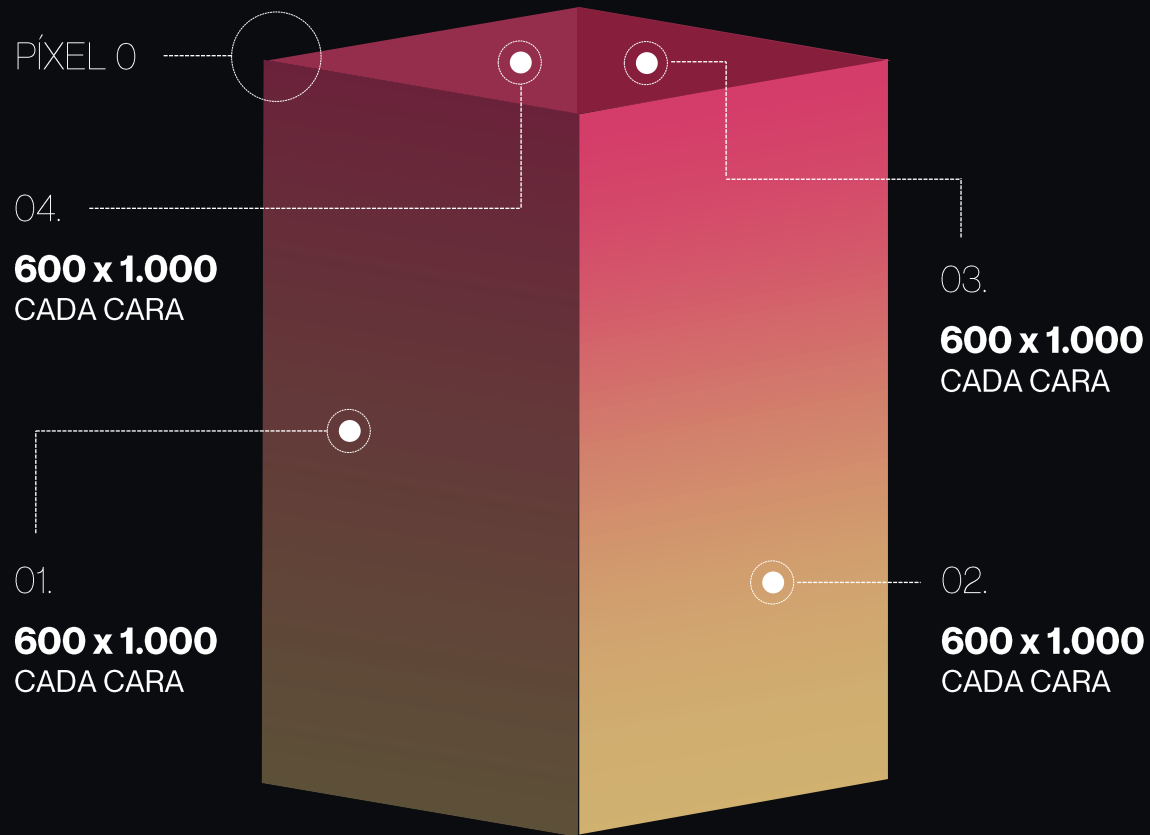 PÍXEL 0
04.
600 x 1.000
CADA CARA
03.
600 x 1.000
CADA CARA
01.
600 x 1.000
CADA CARA
02.
600 x 1.000
CADA CARA